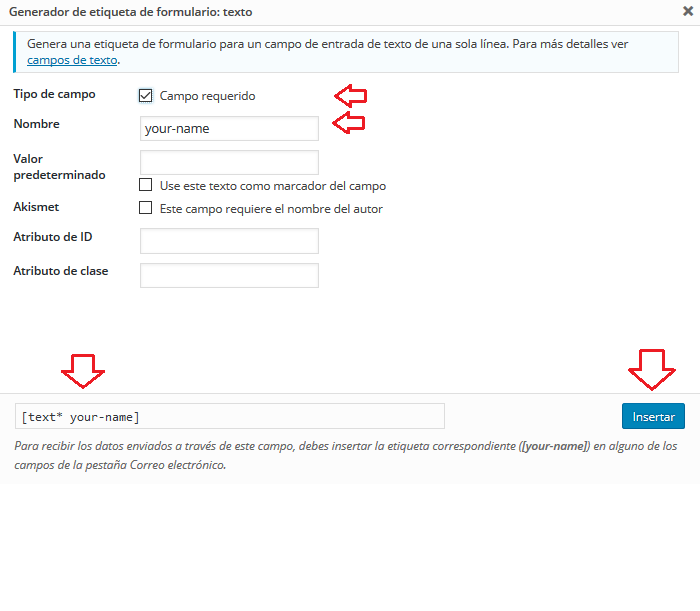 Generador de etiqueta de formulario: texto
Genera una etiqueta de formulario para un campo de entrada de texto de una sola línea. Para más detalles ver
campos de texto.
Tipo de campo
Campo requerido
Nombre
your-name
Valor
predeterminado
Use este texto como marcador del campo
Akismet
Este campo requiere el nombre del autor
Atributo de ID
Atributo de clase
[text* your-name]
Insertar
Para recibir los datos enviados a través de este campo, debes insertar la etiqueta correspondiente ([your-name]) en alguno de los
campos de la pestaña Correo electrónico.